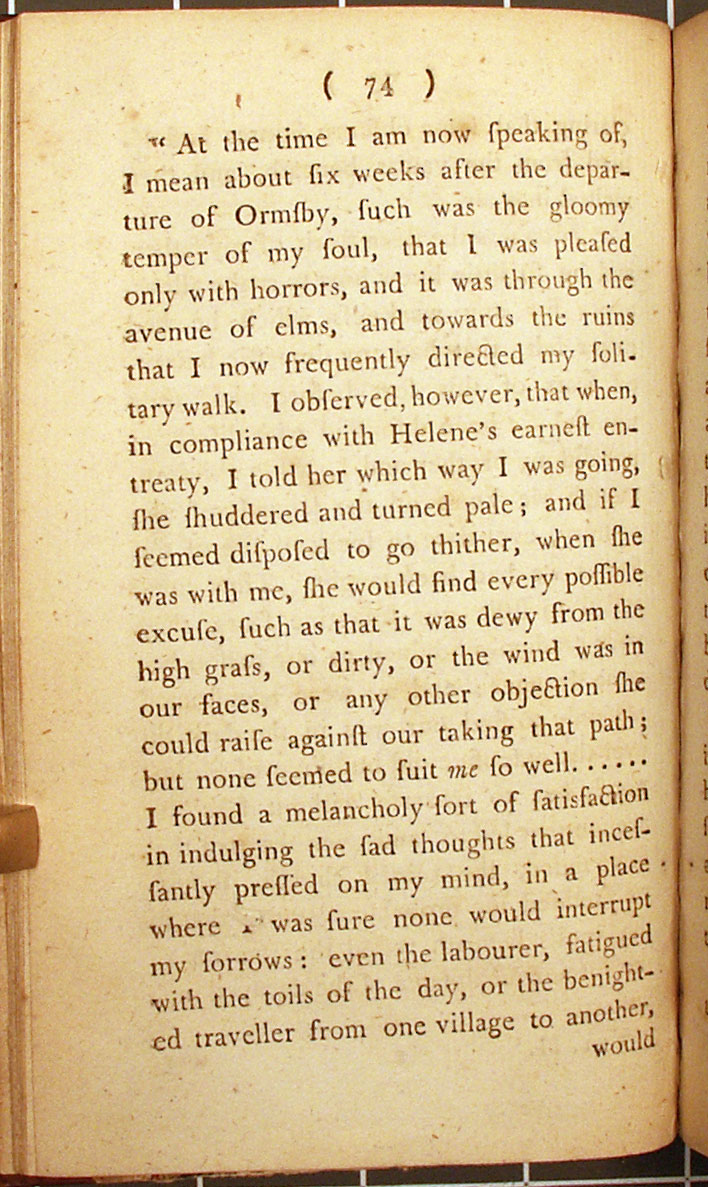 ( 74 )
“ At the time I am now ſpeaking of,
I mean about ſix weeks after the depar-
ture of Ormſby, ſuch was the gloomy
temper of my ſoul, that I was pleaſed
only with horrors, and it was through the
avenue of elms, and towards the ruins
that I now frequently directed my ſoli-
tary walk. I obſerved, however, that when,
in compliance with Helene's earneſt en-
treaty, I told her which way I was going,
ſhe ſhuddered and turned pale; and if I
ſeemed diſpoſed to go thither, when ſhe
was with me, ſhe would find every poſſible
excuſe, ſuch as that it was dewy from the
high graſs, or dirty, or the wind was in
our faces, or any other objection ſhe
could raiſe againſt our taking that path;
but none ſeemed to ſuit me ſo well......
I found a melancholy ſort of ſatisfaction
in indulging the ſad thoughts that inceſ-
ſantly preſſed on my mind, in a place
where I was ſure none would interrupt
my ſorrows: even the labourer, fatigued
with the toils of the day, or the benight-
ed traveller from one village to another,
would